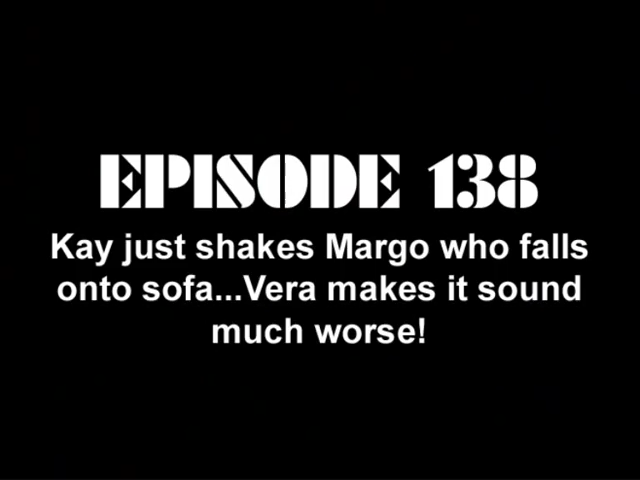 EPISODE 138
Kay just shakes Margo who falls
onto sofa...Vera makes it sound
much worse!